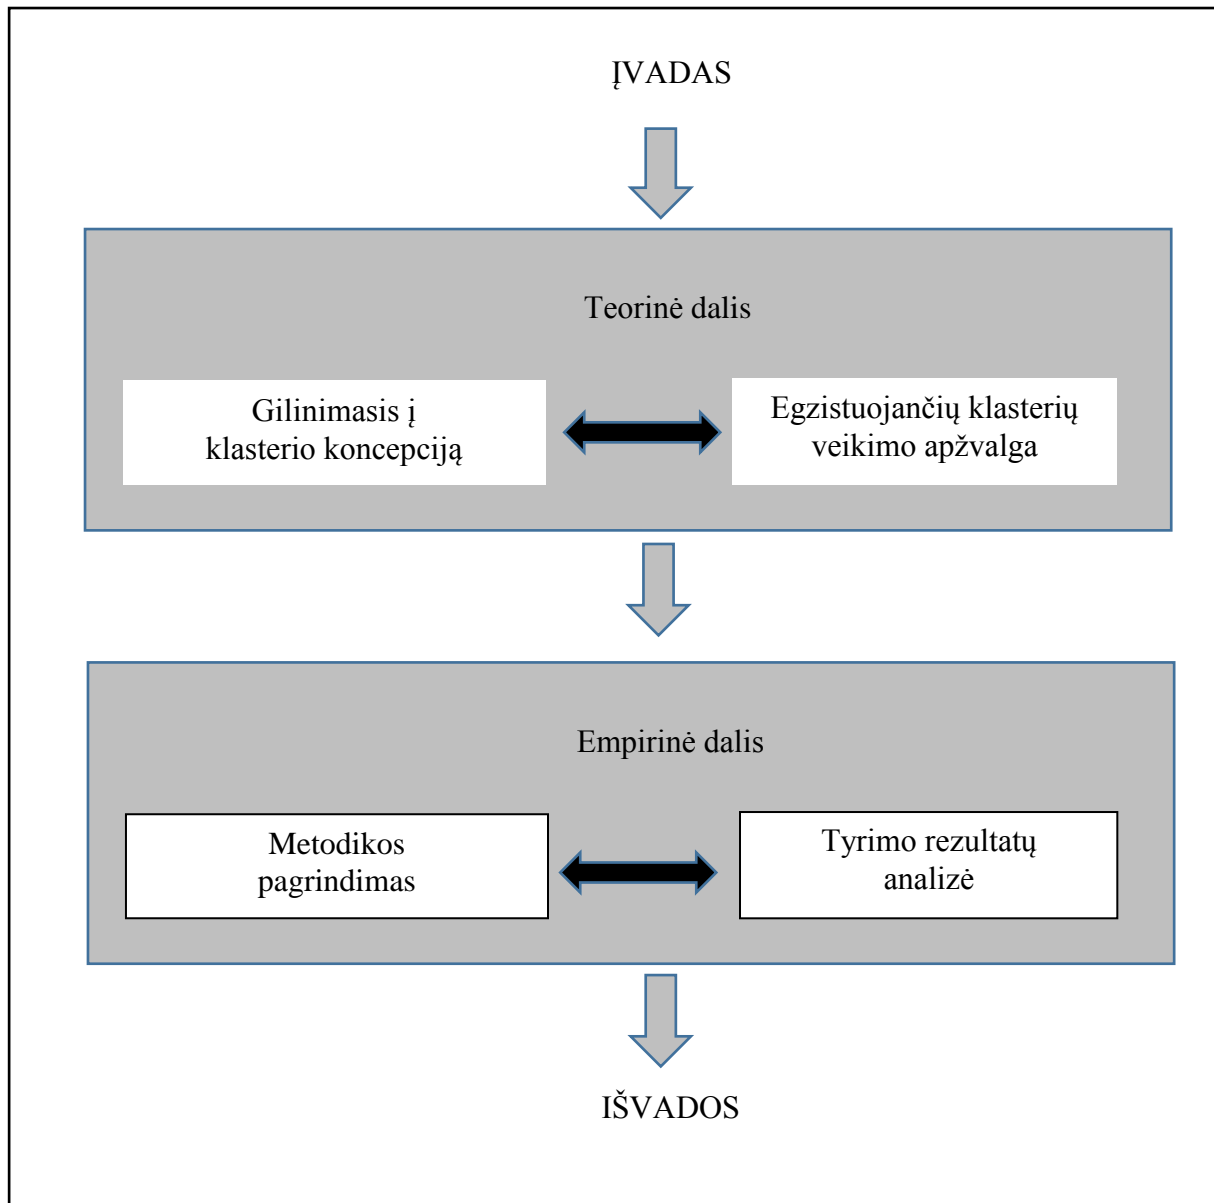 ĮVADAS
Teorinė dalis
Gilinimasis į
klasterio koncepciją
Egzistuojančių klasterių
veikimo apžvalga
Empirinė dalis
Metodikos
pagrindimas
Tyrimo rezultatų
analizė
IŠVADOS